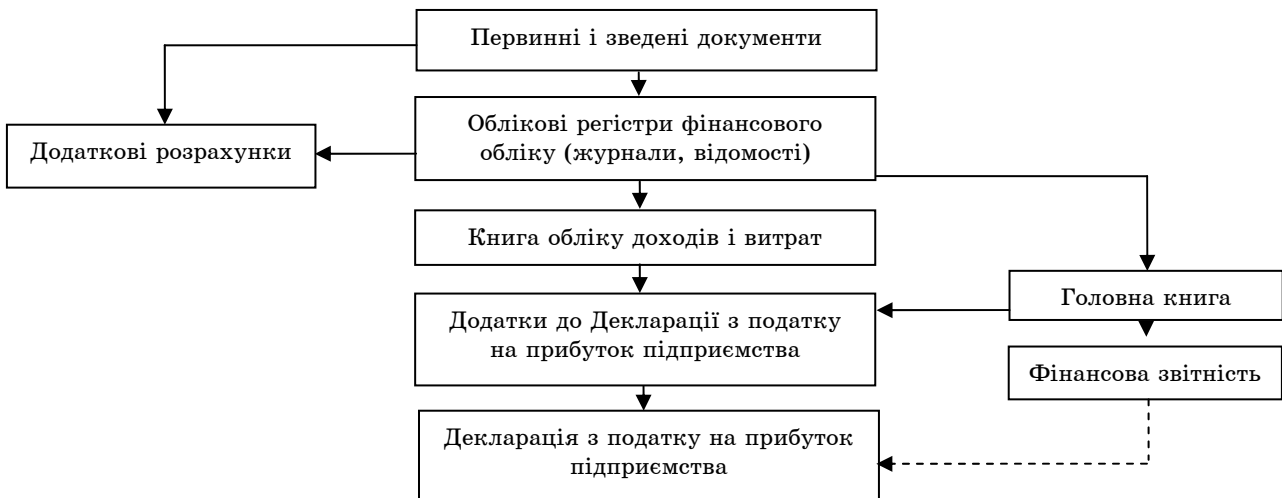 Первинні і зведені документи
Облікові регістри фінансового
обліку (журнали, відомості)
Додаткові розрахунки
Книга обліку доходів і витрат
Головна книга
Додатки до Декларації з податку
на прибуток підприємства
Фінансова звітність
Декларація з податку на прибуток
підприємства